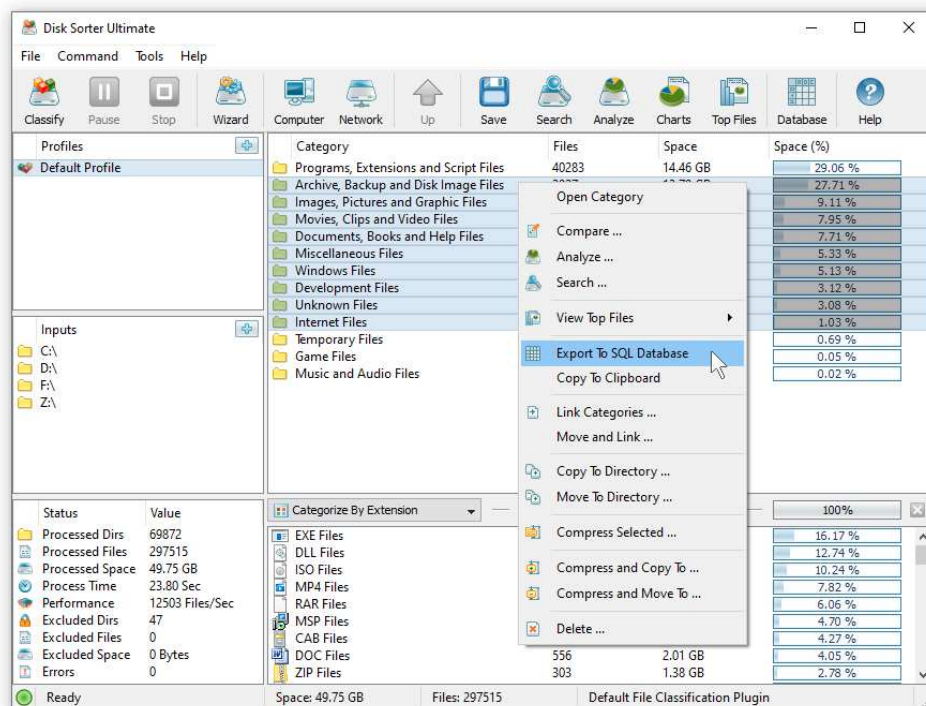 Disk Sorter Ultimate
File Command Tools Help
Classify Pause Stop Wizard Computer Network Up Save Search Analyze Charts Top Files Database Help
Profiles
Default Profile
Category Files Space Space (%)
Programs, Extensions and Script Files 40283 14.46 GB 29.06 %
Archive, Backup and Disk Image Files 27.71 %
Images, Pictures and Graphic Files 9.11 %
Movies, Clips and Video Files 7.95 %
Documents, Books and Help Files 7.71 %
Miscellaneous Files 5.33 %
Windows Files 5.13 %
Development Files 3.12 %
Unknown Files 3.08 %
Internet Files 1.03 %
Temporary Files 0.69 %
Game Files 0.05 %
Music and Audio Files 0.02 %
Open Category
Compare ...
Analyze ...
Search ...
View Top Files
Export To SQL Database
Copy To Clipboard
Link Categories ...
Move and Link ...
Copy To Directory ...
Move To Directory ...
Compress Selected ...
Compress and Copy To ...
Compress and Move To ...
Delete ...
Inputs
C:\
D:\
F:\
Z:\
Status Value
Processed Dirs 69872
Processed Files 297515
Processed Space 49.75 GB
Process Time 23.80 Sec
Performance 12503 Files/Sec
Excluded Dirs 47
Excluded Files 0
Excluded Space 0 Bytes
Errors 0
Categorize By Extension 100%
EXE Files 16.17 %
DLL Files 12.74 %
ISO Files 10.24 %
MP4 Files 7.82 %
RAR Files 6.06 %
MSP Files 4.70 %
CAB Files 4.27 %
DOC Files 556 2.01 GB 4.05 %
ZIP Files 303 1.38 GB 2.78 %
Ready Space: 49.75 GB Files: 297515 Default File Classification Plugin